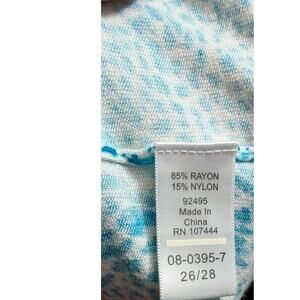 85% RAYON
15% NYLON
92495
Made In
China
RN 107444
08-0395-7
26/28